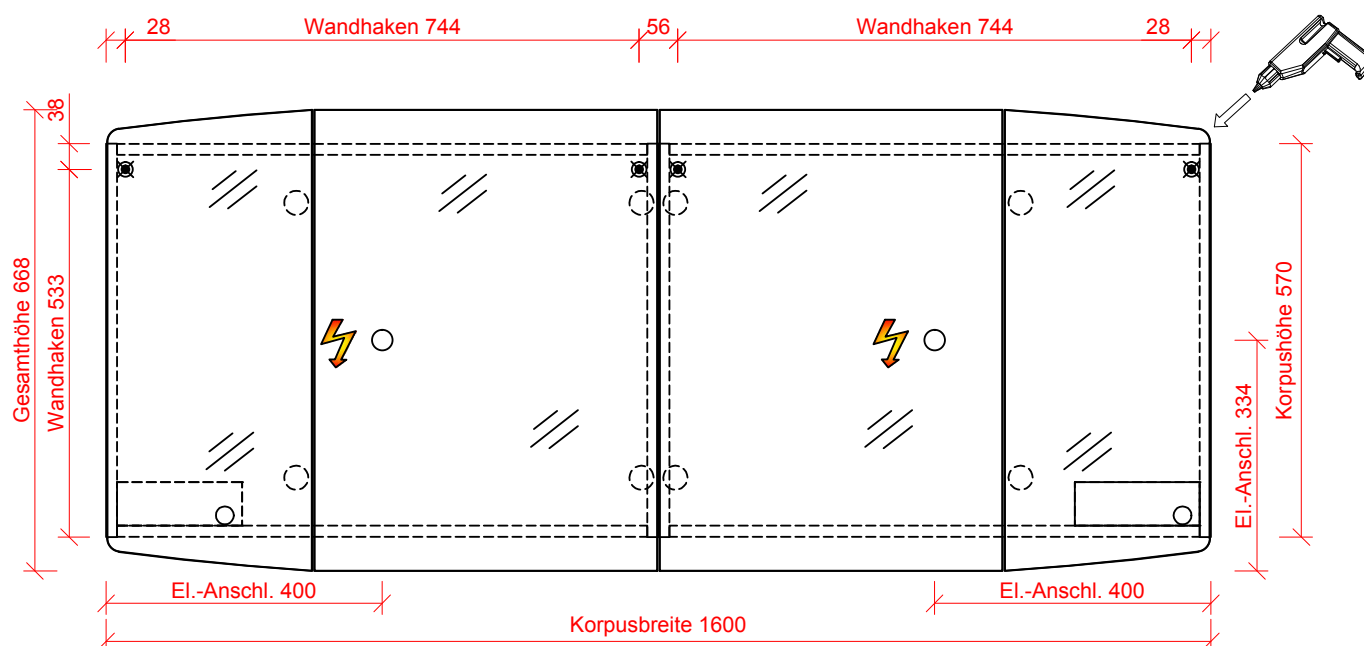 28
Wandhaken 744
56
Wandhaken 744
28
38
Gesamthöhe 668
Wandhaken 533
El.-Anschl. 334
Korpushöhe 570
El.-Anschl. 400
El.-Anschl. 400
Korpusbreite 1600